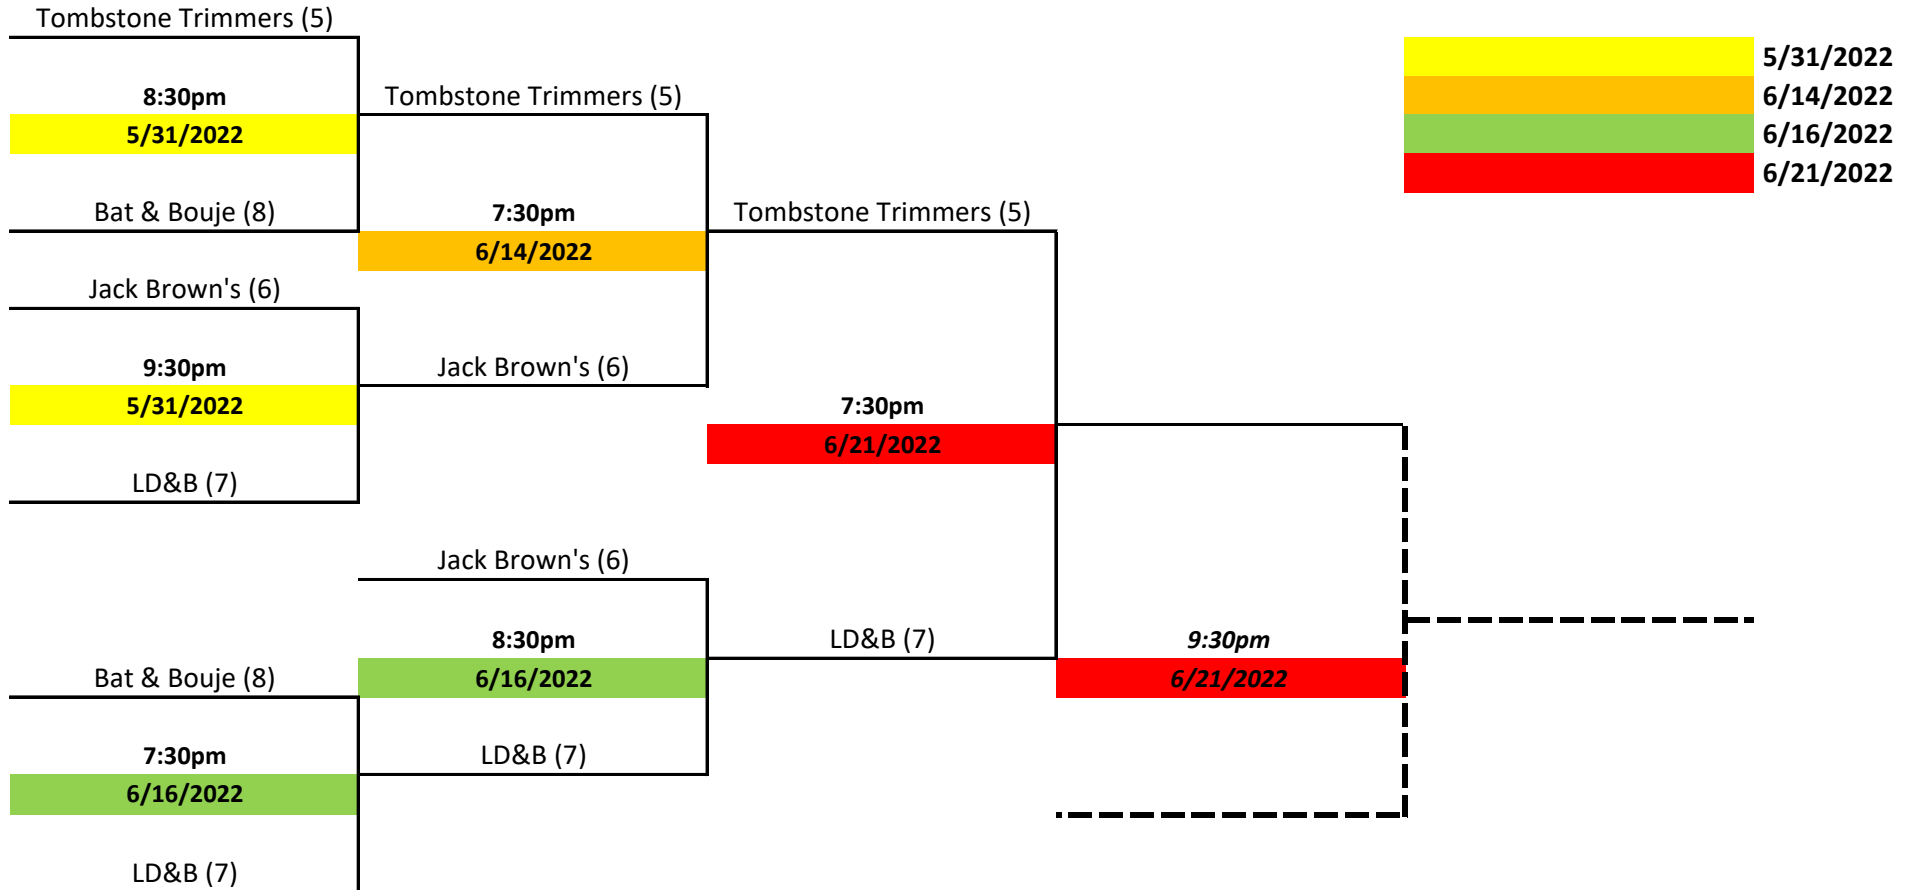 Tombstone Trimmers (5)
8:30pm
5/31/2022
Bat & Bouje (8)
Jack Brown's (6)
9:30pm
5/31/2022
LD&B (7)
Bat & Bouje (8)
7:30pm
6/16/2022
LD&B (7)
Tombstone Trimmers (5)
7:30pm
6/14/2022
Jack Brown's (6)
Jack Brown's (6)
8:30pm
6/16/2022
LD&B (7)
Tombstone Trimmers (5)
7:30pm
6/21/2022
LD&B (7)
9:30pm
6/21/2022
5/31/2022
6/14/2022
6/16/2022
6/21/2022